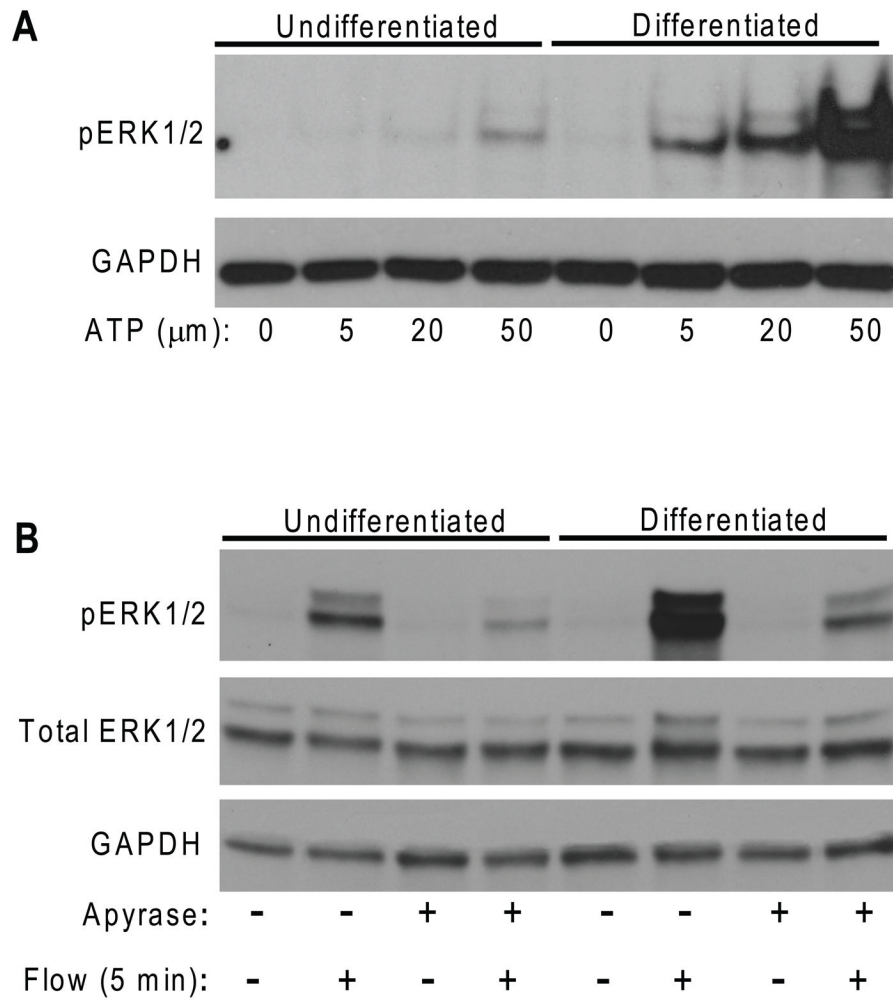 A
Undifferentiated Differentiated
pERK1/2
GAPDH
ATP (μm): 0 5 20 50 0 5 20 50
B
Undifferentiated Differentiated
pERK1/2
Total ERK1/2
GAPDH
Apyrase: - - + + - - + +
Flow (5 min): - + - + - + - +